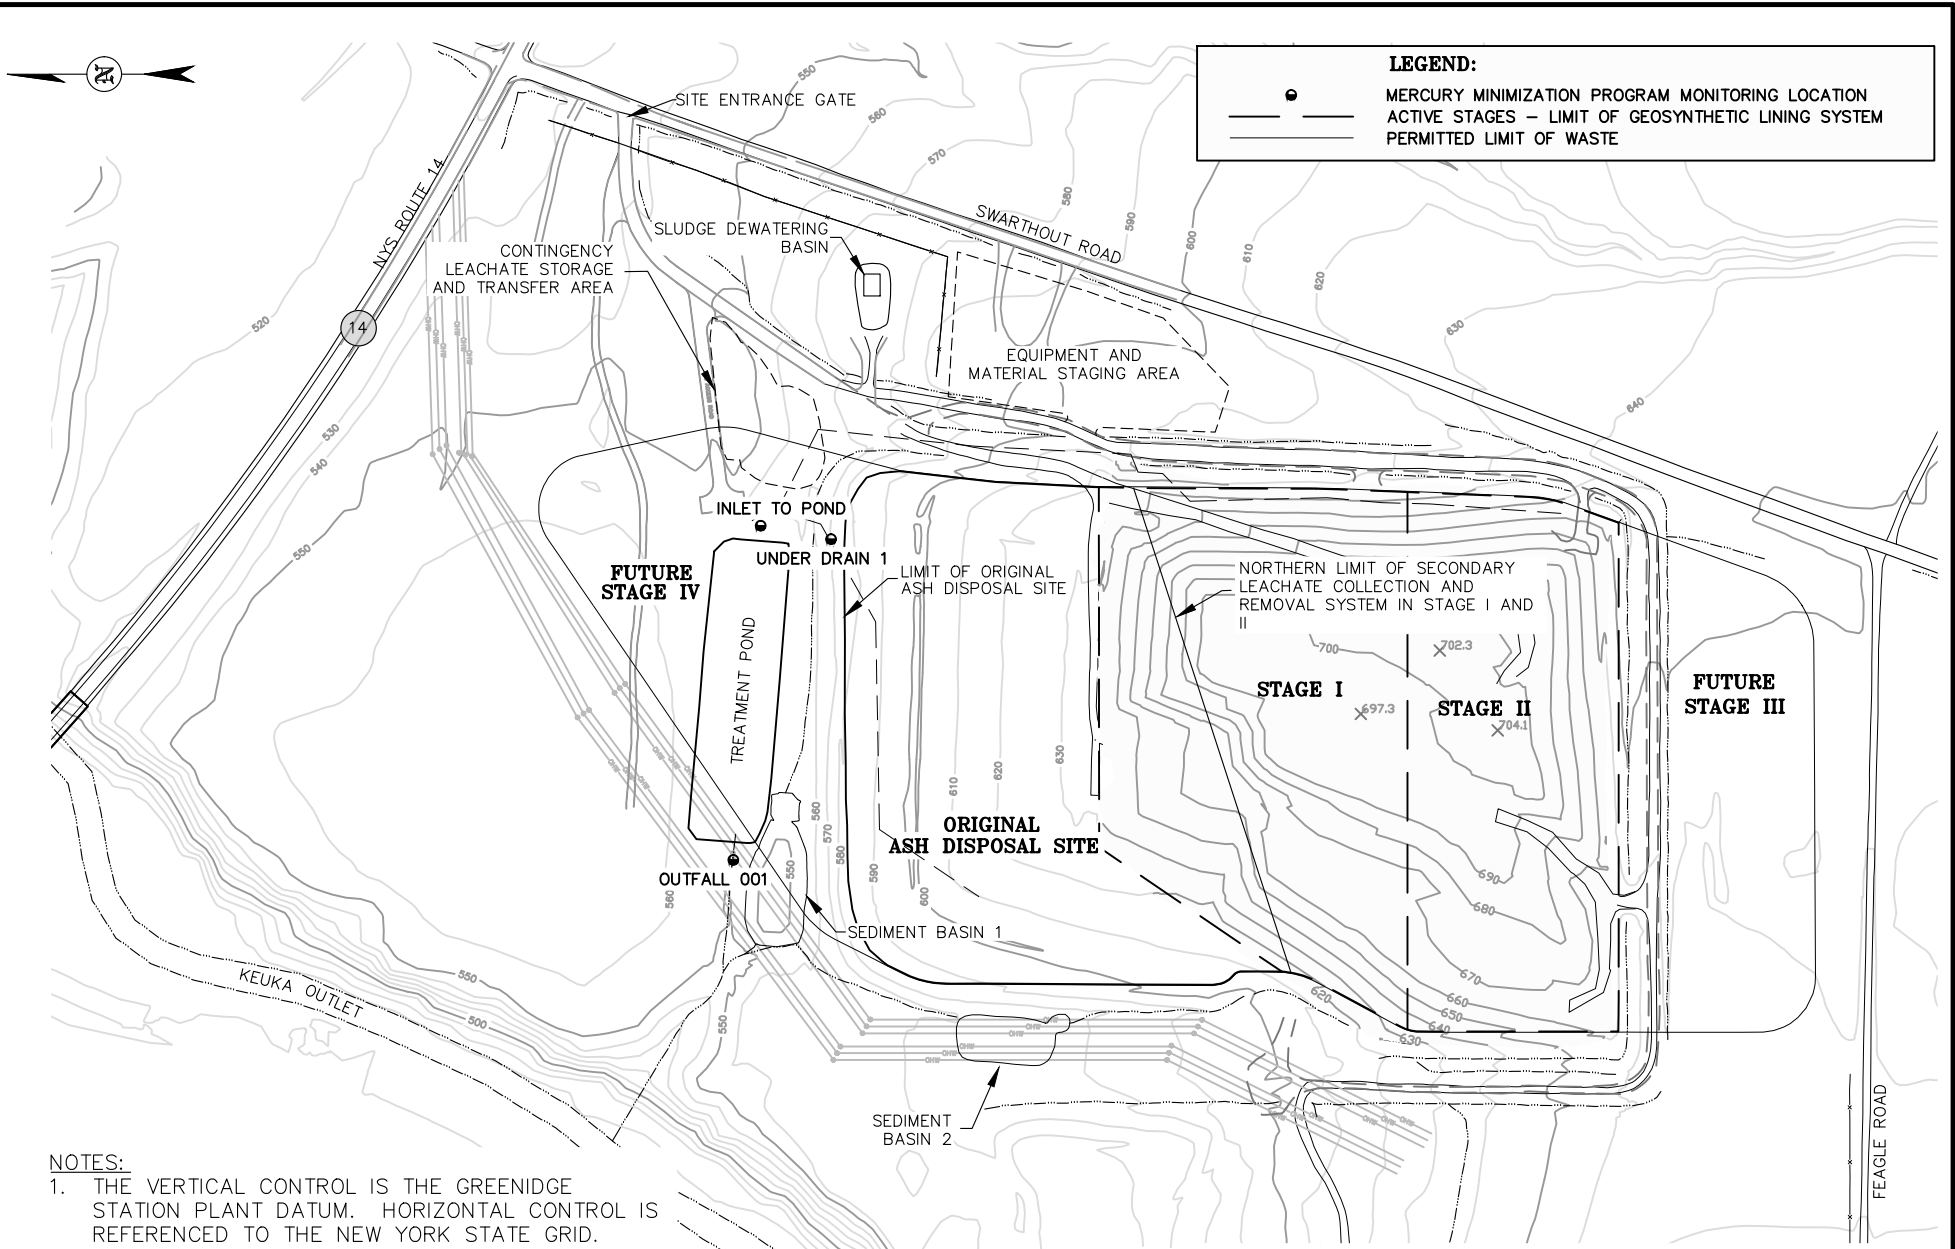 LEGEND:
MERCURY MINIMIZATION PROGRAM MONITORING LOCATION
ACTIVE STAGES – LIMIT OF GEOSYNTHETIC LINING SYSTEM
PERMITTED LIMIT OF WASTE
N
SITE ENTRANCE GATE
550
560
570
580
590
600
610
620
630
640
NYS ROUTE 14
14
SWARTHOUT ROAD
SLUDGE DEWATERING
BASIN
CONTINGENCY
LEACHATE STORAGE
AND TRANSFER AREA
EQUIPMENT AND
MATERIAL STAGING AREA
520
530
540
550
INLET TO POND
UNDER DRAIN 1
FUTURE
STAGE IV
LIMIT OF ORIGINAL
ASH DISPOSAL SITE
NORTHERN LIMIT OF SECONDARY
LEACHATE COLLECTION AND
REMOVAL SYSTEM IN STAGE I AND
II
TREATMENT POND
700
702.3
697.3
704.1
STAGE I
STAGE II
FUTURE
STAGE III
560
570
580
590
600
610
620
630
ORIGINAL
ASH DISPOSAL SITE
OUTFALL 001
560
550
SEDIMENT BASIN 1
690
680
670
660
650
640
630
620
KEUKA OUTLET
550
500
550
OHW
OHW
OHW
SEDIMENT
BASIN 2
FEAGLE ROAD
NOTES:
1. THE VERTICAL CONTROL IS THE GREENIDGE
STATION PLANT DATUM. HORIZONTAL CONTROL IS
REFERENCED TO THE NEW YORK STATE GRID.